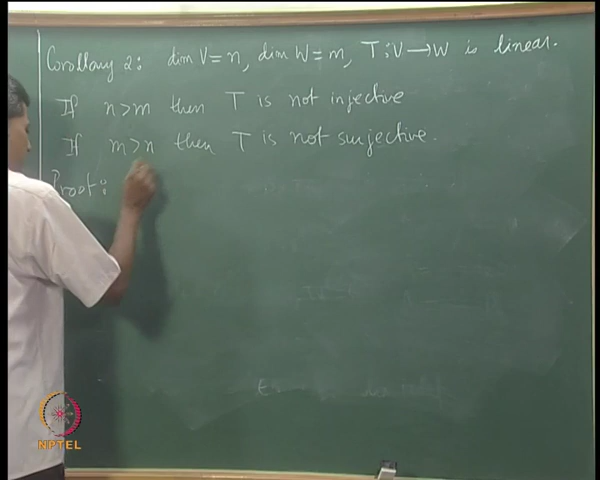 Corollary 2: dim V = n, dim W = m, T : V → W is linear.
If n > m then T is not injective
If m > n then T is not surjective.
Proof:
NPTEL